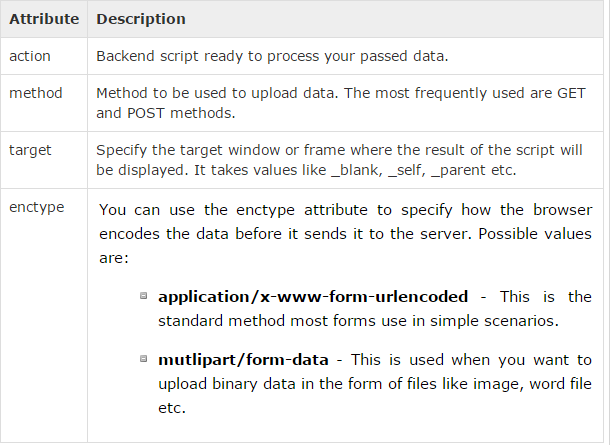 Attribute Description
action Backend script ready to process your passed data.
method Method to be used to upload data. The most frequently used are GET
and POST methods.
target Specify the target window or frame where the result of the script will
be displayed. It takes values like _blank, _self, _parent etc.
enctype You can use the enctype attribute to specify how the browser
encodes the data before it sends it to the server. Possible values
are:
application/x-www-form-urlencoded - This is the
standard method most forms use in simple scenarios.
mutlipart/form-data - This is used when you want to
upload binary data in the form of files like image, word file
etc.